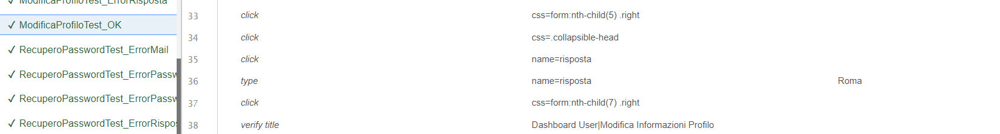 ✓ ModificaProfiloTest_ErrorRisposta
✓ ModificaProfiloTest_OK
✓ RecuperoPasswordTest_ErrorMail
✓ RecuperoPasswordTest_ErrorPassw
✓ RecuperoPasswordTest_ErrorPassw
✓ RecuperoPasswordTest_ErrorRispos
33 click css=form:nth-child(5) .right
34 click css=.collapsible-head
35 click name=risposta
36 type name=risposta Roma
37 click css=form:nth-child(7) .right
38 verify title Dashboard User|Modifica Informazioni Profilo